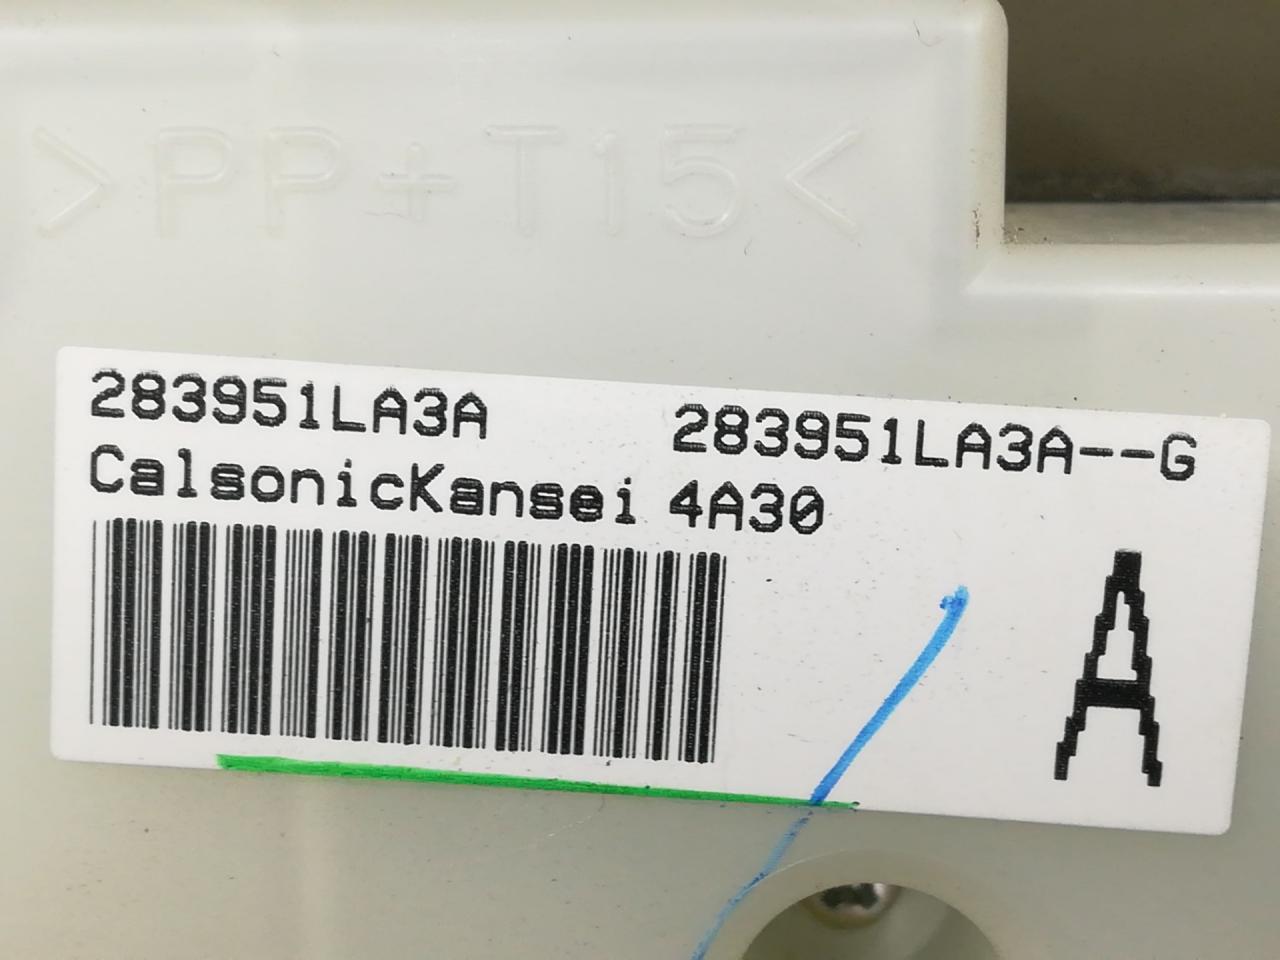 >PP+T15<
283951LA3A 283951LA3A--G
CalsonicKansei 4A30
A